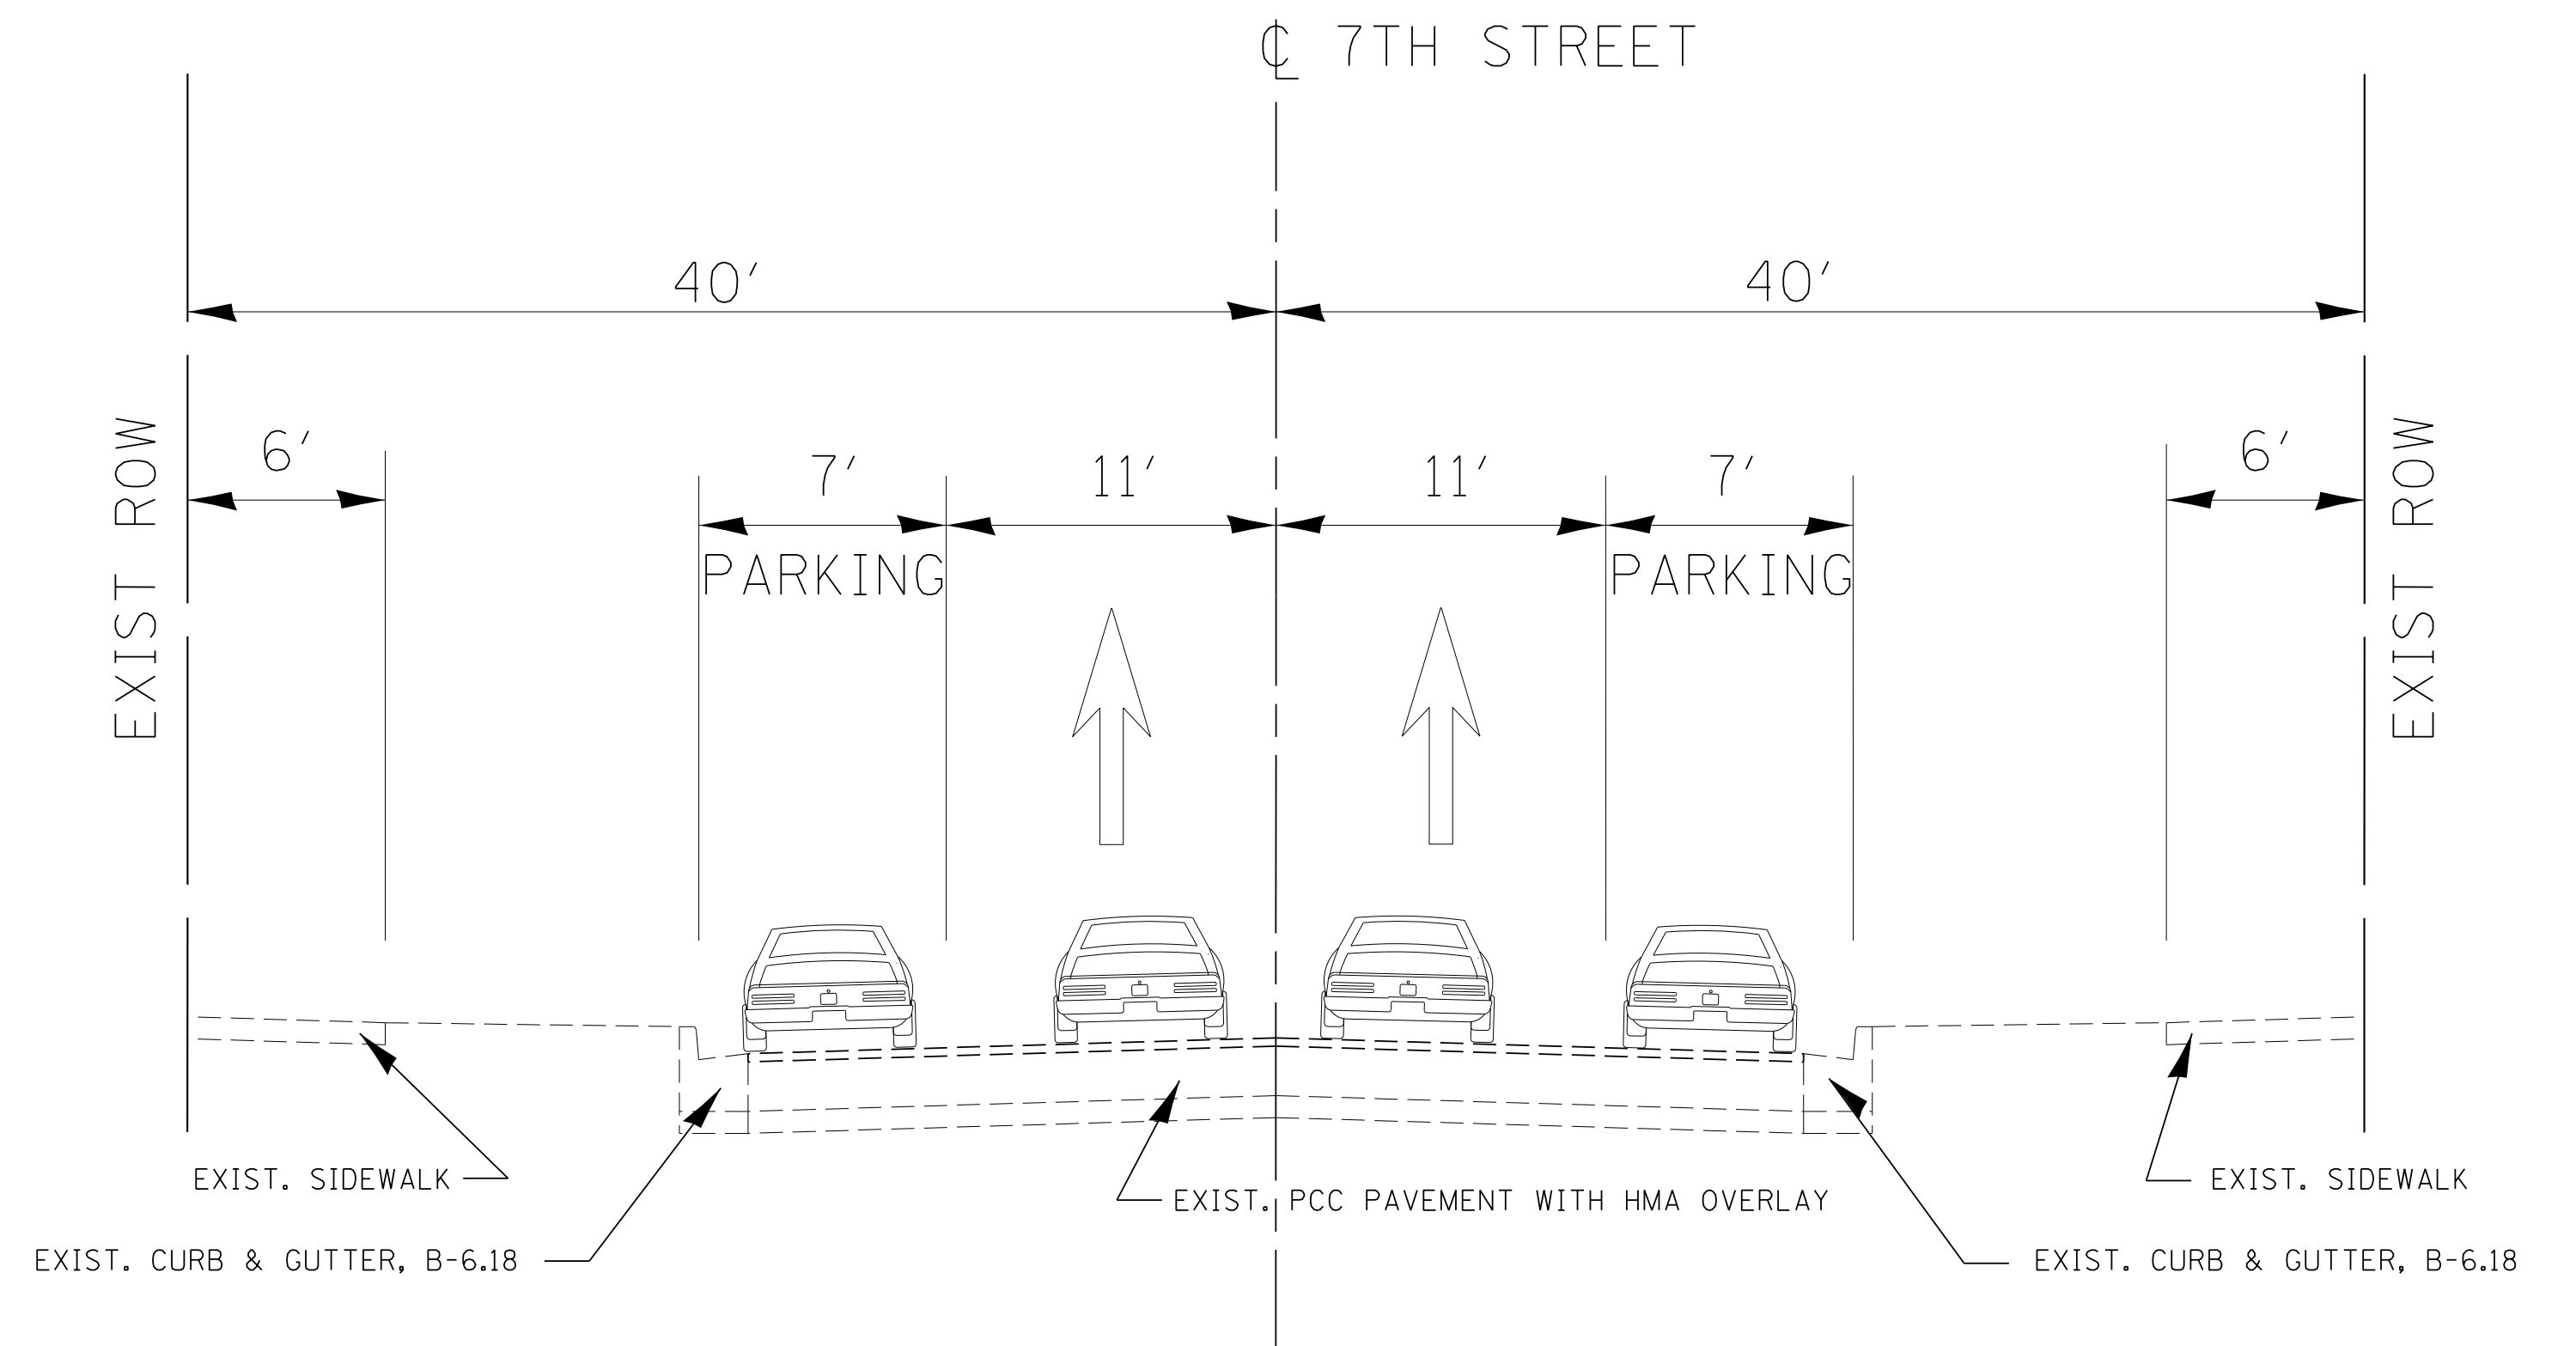 ℄ 7TH STREET
40'
40'
EXIST ROW
6'
7'
11'
11'
7'
6'
EXIST ROW
PARKING
PARKING
EXIST. SIDEWALK
EXIST. PCC PAVEMENT WITH HMA OVERLAY
EXIST. SIDEWALK
EXIST. CURB & GUTTER, B-6.18
EXIST. CURB & GUTTER, B-6.18